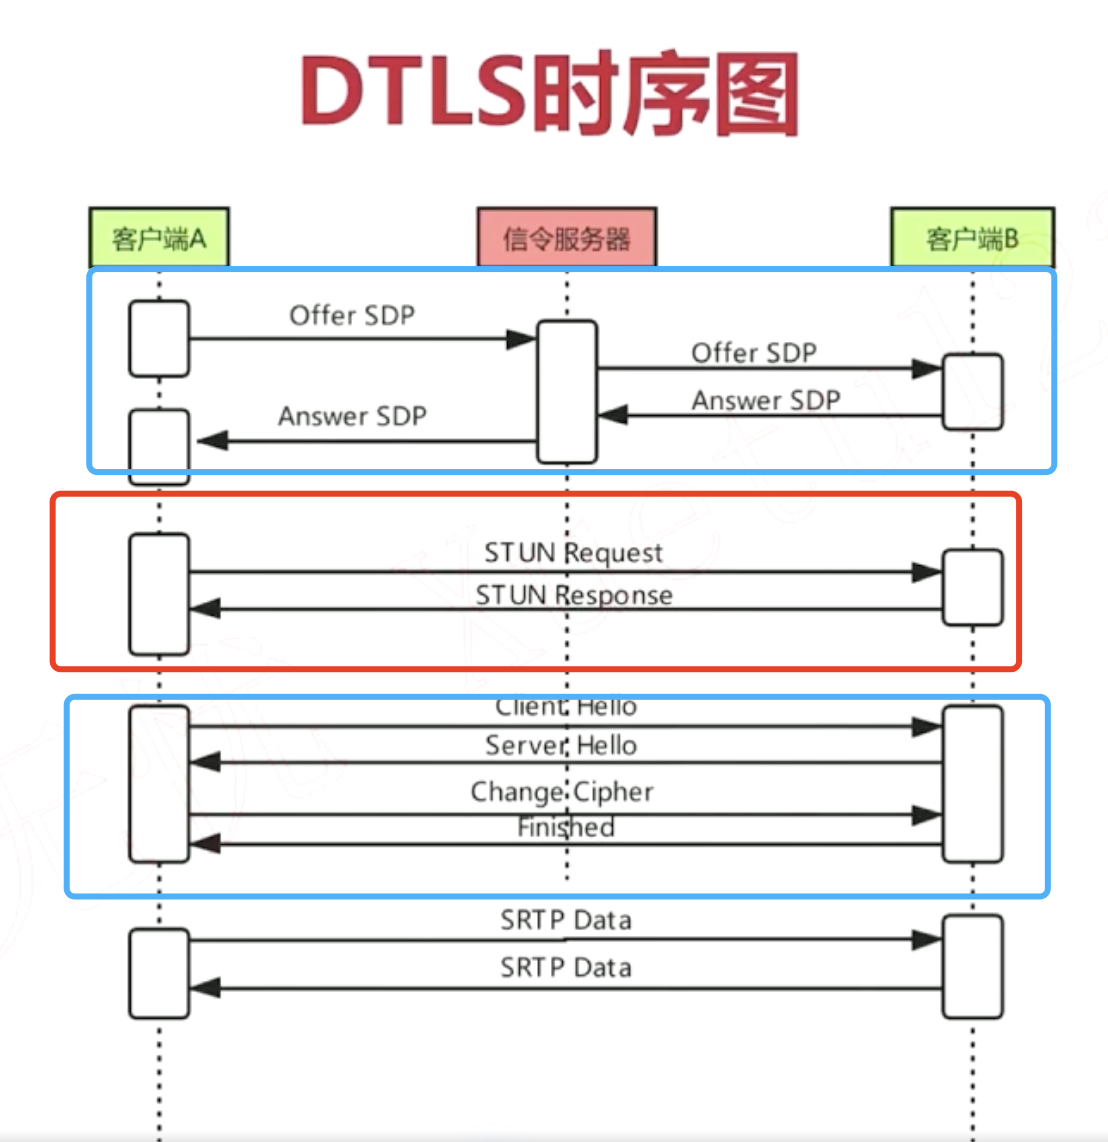 DTLS时序图
客户端A
信令服务器
客户端B
Offer SDP
Offer SDP
Answer SDP
Answer SDP
STUN Request
STUN Response
Client Hello
Server Hello
Change Cipher
Finished
SRTP Data
SRTP Data